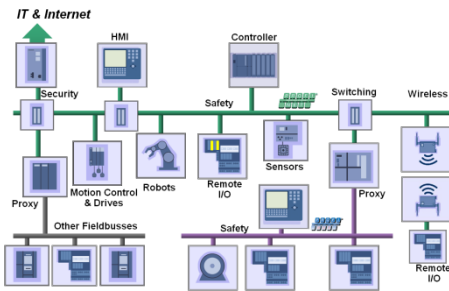 IT & Internet
HMI
Controller
Security
Safety
Switching
Wireless
Proxy
Motion Control
& Drives
Robots
Remote
I/O
Sensors
Proxy
Other Fieldbusses
Safety
Remote
I/O